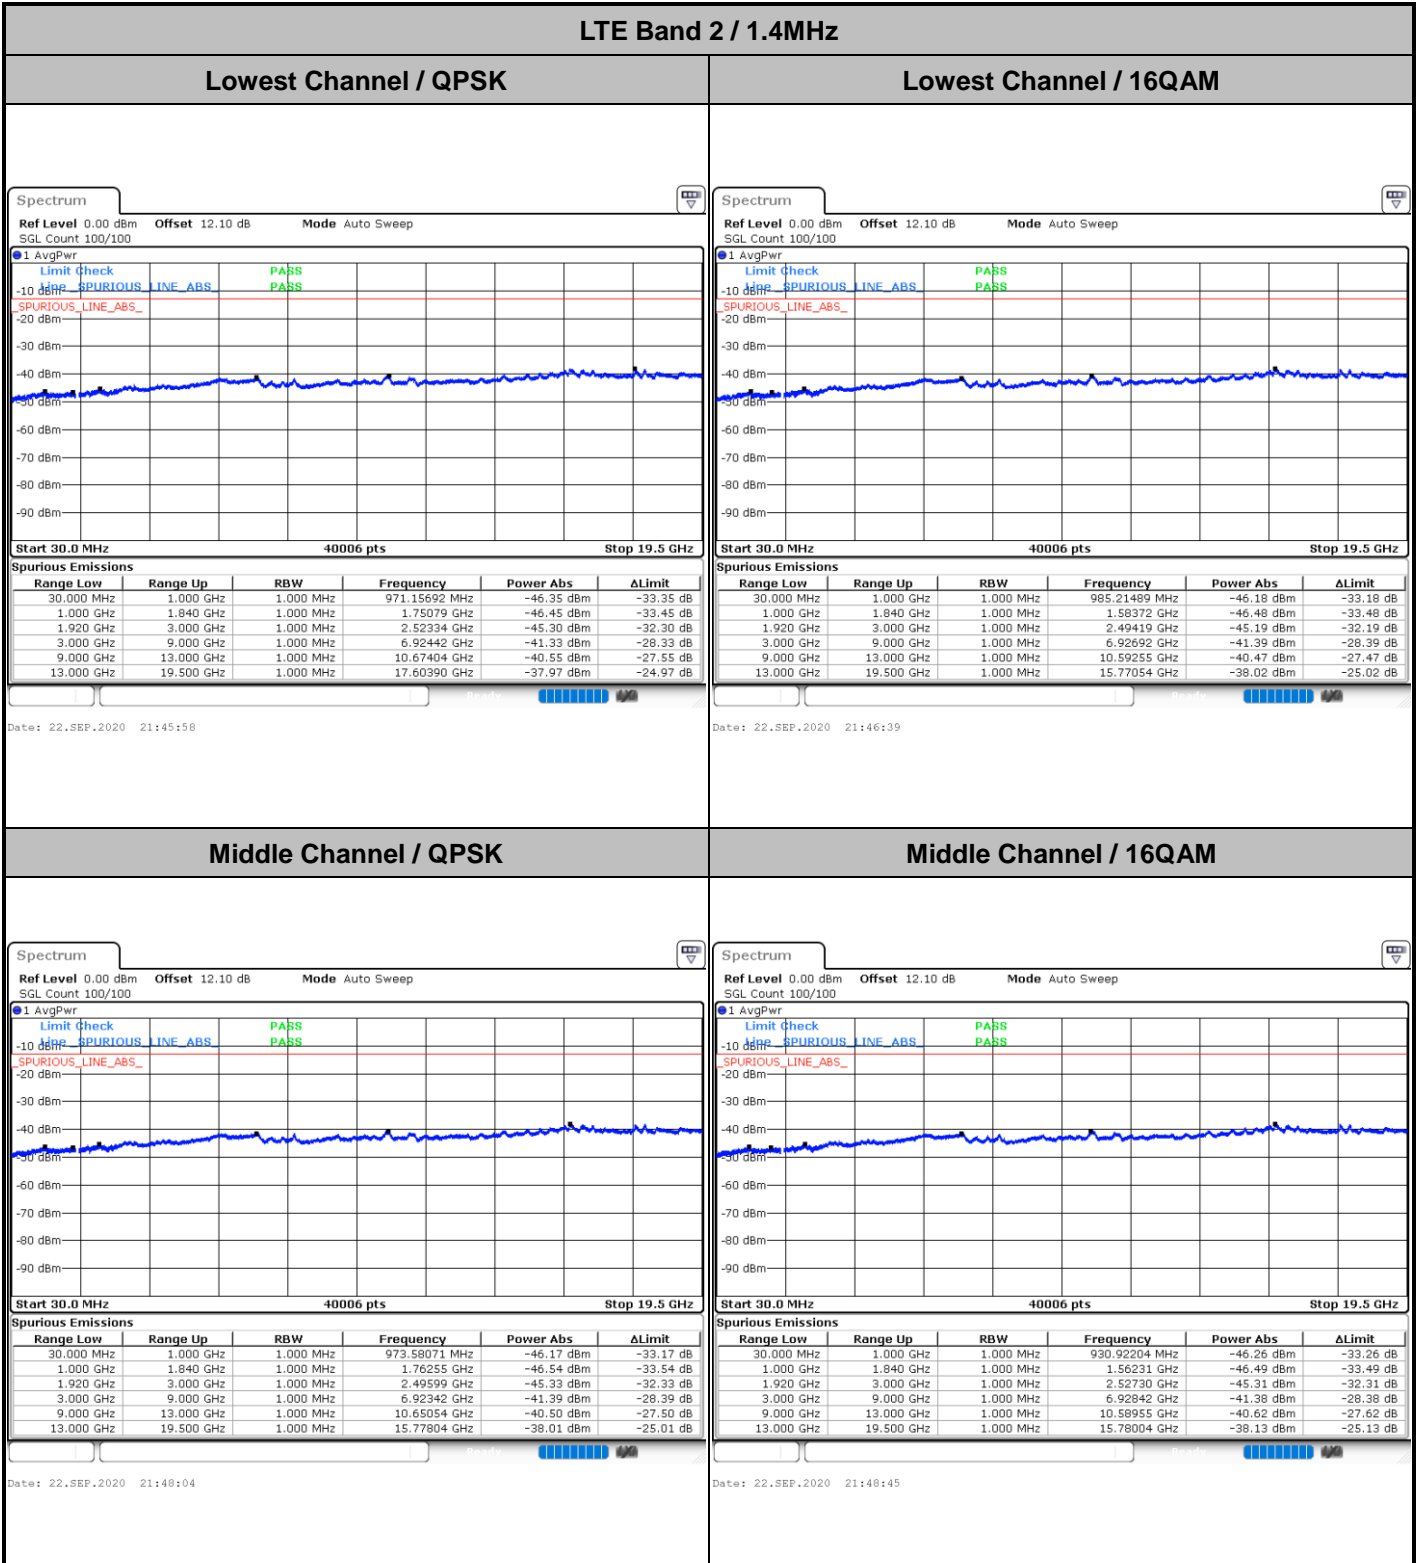 LTE Band 2 / 1.4MHz
Lowest Channel / QPSK
Lowest Channel / 16QAM
Spectrum
Ref Level 0.00 dBm Offset 12.10 dB Mode Auto Sweep
SGL Count 100/100
1 AvgPwr
Limit Check PASS
Line _SPURIOUS_LINE_ABS_ PASS
-10 dBm
_SPURIOUS_LINE_ABS_
-20 dBm
-30 dBm
-40 dBm
-50 dBm
-60 dBm
-70 dBm
-80 dBm
-90 dBm
Start 30.0 MHz 40006 pts Stop 19.5 GHz
Spurious Emissions
Range Low Range Up RBW Frequency Power Abs ΔLimit
30.000 MHz 1.000 GHz 1.000 MHz 971.15692 MHz -46.35 dBm -33.35 dB
1.000 GHz 1.840 GHz 1.000 MHz 1.75079 GHz -46.45 dBm -33.45 dB
1.920 GHz 3.000 GHz 1.000 MHz 2.52334 GHz -45.30 dBm -32.30 dB
3.000 GHz 9.000 GHz 1.000 MHz 6.92442 GHz -41.33 dBm -28.33 dB
9.000 GHz 13.000 GHz 1.000 MHz 10.67404 GHz -40.55 dBm -27.55 dB
13.000 GHz 19.500 GHz 1.000 MHz 17.60390 GHz -37.97 dBm -24.97 dB
Ready
Date: 22.SEP.2020 21:45:58
Spectrum
Ref Level 0.00 dBm Offset 12.10 dB Mode Auto Sweep
SGL Count 100/100
1 AvgPwr
Limit Check PASS
Line _SPURIOUS_LINE_ABS_ PASS
-10 dBm
_SPURIOUS_LINE_ABS_
-20 dBm
-30 dBm
-40 dBm
-50 dBm
-60 dBm
-70 dBm
-80 dBm
-90 dBm
Start 30.0 MHz 40006 pts Stop 19.5 GHz
Spurious Emissions
Range Low Range Up RBW Frequency Power Abs ΔLimit
30.000 MHz 1.000 GHz 1.000 MHz 985.21489 MHz -46.18 dBm -33.18 dB
1.000 GHz 1.840 GHz 1.000 MHz 1.58372 GHz -46.48 dBm -33.48 dB
1.920 GHz 3.000 GHz 1.000 MHz 2.49419 GHz -45.19 dBm -32.19 dB
3.000 GHz 9.000 GHz 1.000 MHz 6.92692 GHz -41.39 dBm -28.39 dB
9.000 GHz 13.000 GHz 1.000 MHz 10.59255 GHz -40.47 dBm -27.47 dB
13.000 GHz 19.500 GHz 1.000 MHz 15.77054 GHz -38.02 dBm -25.02 dB
Ready
Date: 22.SEP.2020 21:46:39
Middle Channel / QPSK
Middle Channel / 16QAM
Spectrum
Ref Level 0.00 dBm Offset 12.10 dB Mode Auto Sweep
SGL Count 100/100
1 AvgPwr
Limit Check PASS
Line _SPURIOUS_LINE_ABS_ PASS
-10 dBm
_SPURIOUS_LINE_ABS_
-20 dBm
-30 dBm
-40 dBm
-50 dBm
-60 dBm
-70 dBm
-80 dBm
-90 dBm
Start 30.0 MHz 40006 pts Stop 19.5 GHz
Spurious Emissions
Range Low Range Up RBW Frequency Power Abs ΔLimit
30.000 MHz 1.000 GHz 1.000 MHz 973.58071 MHz -46.17 dBm -33.17 dB
1.000 GHz 1.840 GHz 1.000 MHz 1.76255 GHz -46.54 dBm -33.54 dB
1.920 GHz 3.000 GHz 1.000 MHz 2.49599 GHz -45.33 dBm -32.33 dB
3.000 GHz 9.000 GHz 1.000 MHz 6.92342 GHz -41.39 dBm -28.39 dB
9.000 GHz 13.000 GHz 1.000 MHz 10.65054 GHz -40.50 dBm -27.50 dB
13.000 GHz 19.500 GHz 1.000 MHz 15.77804 GHz -38.01 dBm -25.01 dB
Ready
Date: 22.SEP.2020 21:48:04
Spectrum
Ref Level 0.00 dBm Offset 12.10 dB Mode Auto Sweep
SGL Count 100/100
1 AvgPwr
Limit Check PASS
Line _SPURIOUS_LINE_ABS_ PASS
-10 dBm
_SPURIOUS_LINE_ABS_
-20 dBm
-30 dBm
-40 dBm
-50 dBm
-60 dBm
-70 dBm
-80 dBm
-90 dBm
Start 30.0 MHz 40006 pts Stop 19.5 GHz
Spurious Emissions
Range Low Range Up RBW Frequency Power Abs ΔLimit
30.000 MHz 1.000 GHz 1.000 MHz 930.92204 MHz -46.26 dBm -33.26 dB
1.000 GHz 1.840 GHz 1.000 MHz 1.56231 GHz -46.49 dBm -33.49 dB
1.920 GHz 3.000 GHz 1.000 MHz 2.52730 GHz -45.31 dBm -32.31 dB
3.000 GHz 9.000 GHz 1.000 MHz 6.92842 GHz -41.38 dBm -28.38 dB
9.000 GHz 13.000 GHz 1.000 MHz 10.58955 GHz -40.62 dBm -27.62 dB
13.000 GHz 19.500 GHz 1.000 MHz 15.78004 GHz -38.13 dBm -25.13 dB
Ready
Date: 22.SEP.2020 21:48:45